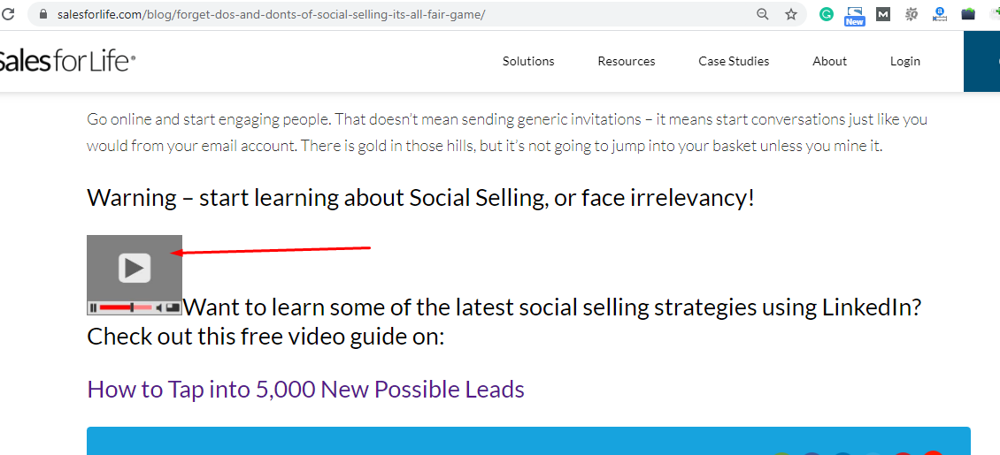 salesforlife.com/blog/forget-dos-and-donts-of-social-selling-its-all-fair-game/
New
M
a
Sales for Life
Solutions Resources Case Studies About Login
Go online and start engaging people. That doesn't mean sending generic invitations – it means start conversations just like you
would from your email account. There is gold in those hills, but it's not going to jump into your basket unless you mine it.
Warning – start learning about Social Selling, or face irrelevancy!
Want to learn some of the latest social selling strategies using LinkedIn?
Check out this free video guide on:
How to Tap into 5,000 New Possible Leads